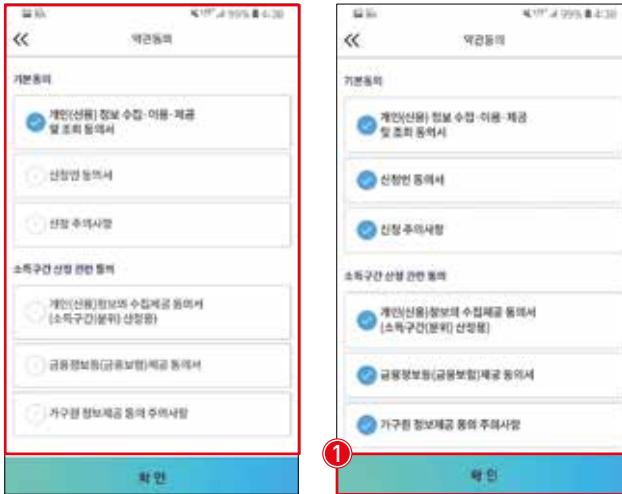 99% 4:38
약관동의
기본동의
개인(신용) 정보 수집·이용·제공
및 조회 동의서
신청인 동의서
신청 주의사항
소득구간 산정 관련 동의
개인(신용)정보의 수집제공 동의서
(소득구간(분위) 산정용)
금융정보등(금융보험)제공 동의서
가구원 정보제공 동의 주의사항
확인
99% 4:38
약관동의
기본동의
개인(신용) 정보 수집·이용·제공
및 조회 동의서
신청인 동의서
신청 주의사항
소득구간 산정 관련 동의
개인(신용)정보의 수집제공 동의서
(소득구간(분위) 산정용)
금융정보등(금융보험)제공 동의서
가구원 정보제공 동의 주의사항
1
확인